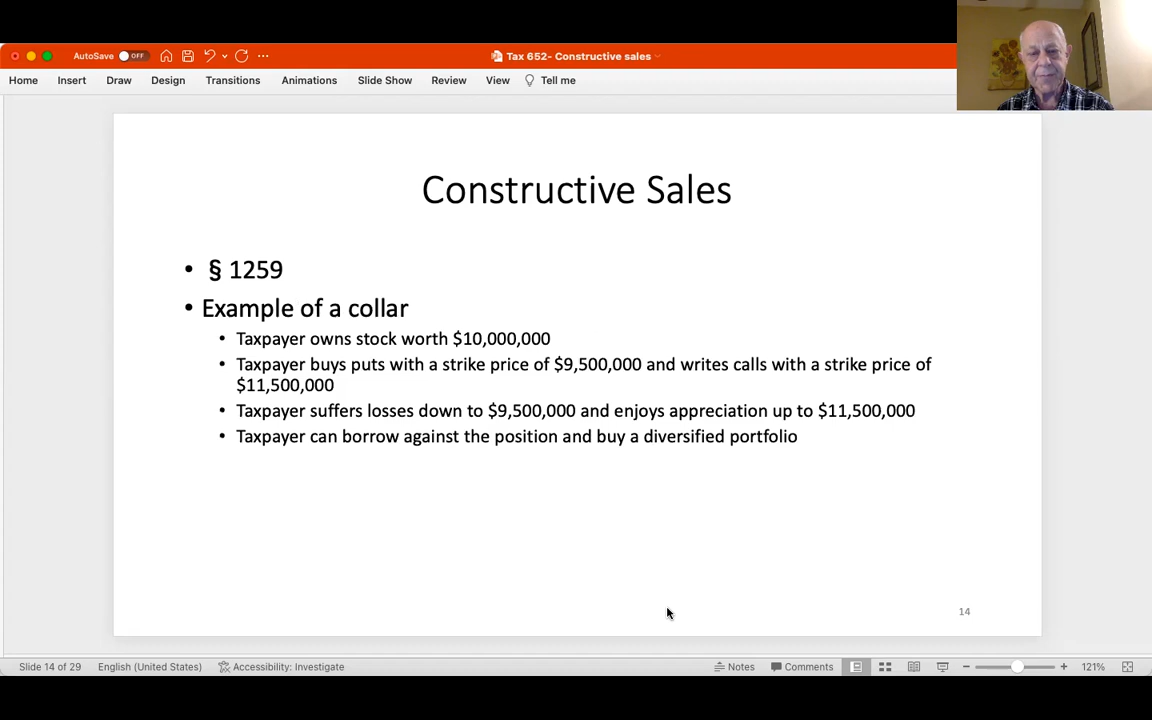 AutoSave OFF
Tax 652- Constructive sales
Home Insert Draw Design Transitions Animations Slide Show Review View Tell me
Constructive Sales
• § 1259
• Example of a collar
• Taxpayer owns stock worth $10,000,000
• Taxpayer buys puts with a strike price of $9,500,000 and writes calls with a strike price of
$11,500,000
• Taxpayer suffers losses down to $9,500,000 and enjoys appreciation up to $11,500,000
• Taxpayer can borrow against the position and buy a diversified portfolio
14
Slide 14 of 29 English (United States) Accessibility: Investigate Notes Comments 121%